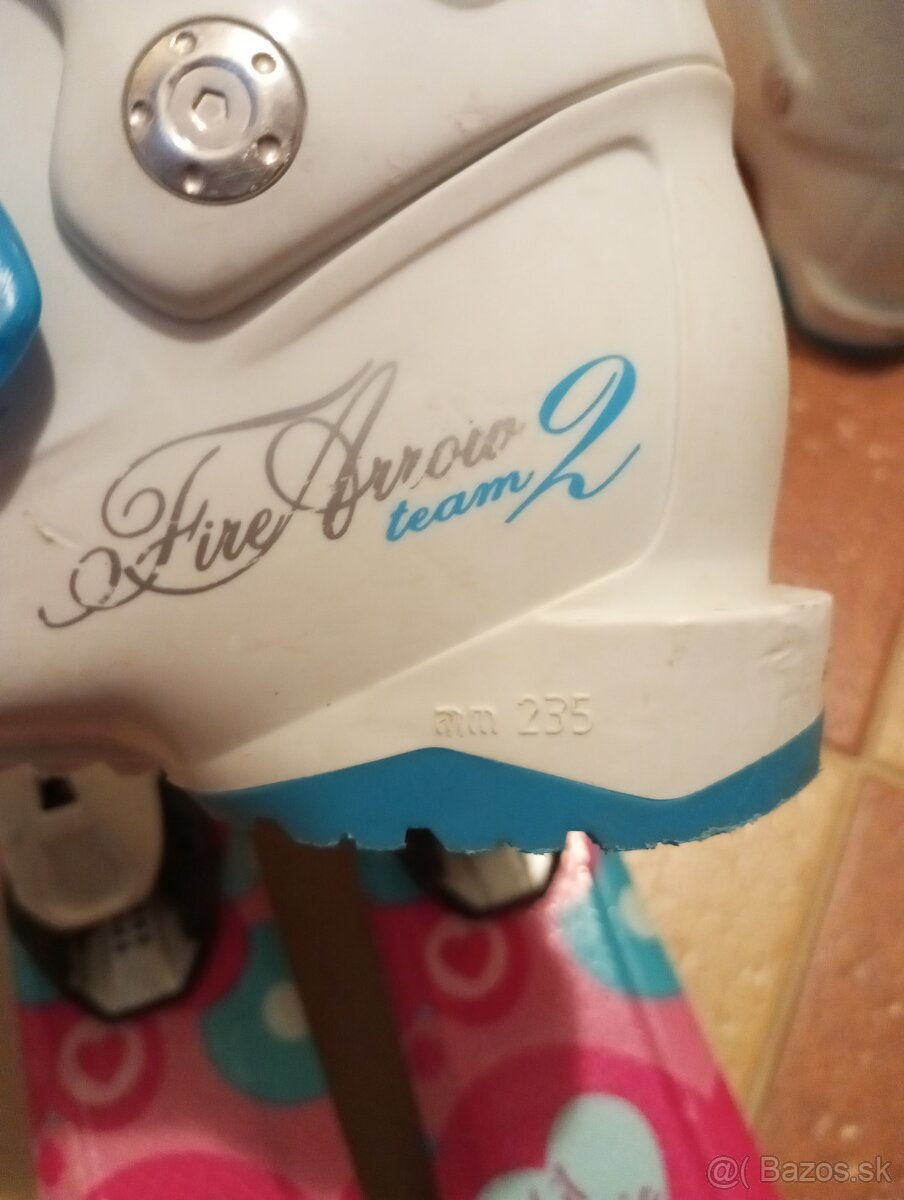 Fire Arrow
team 2
mm 235
@( Bazos.sk